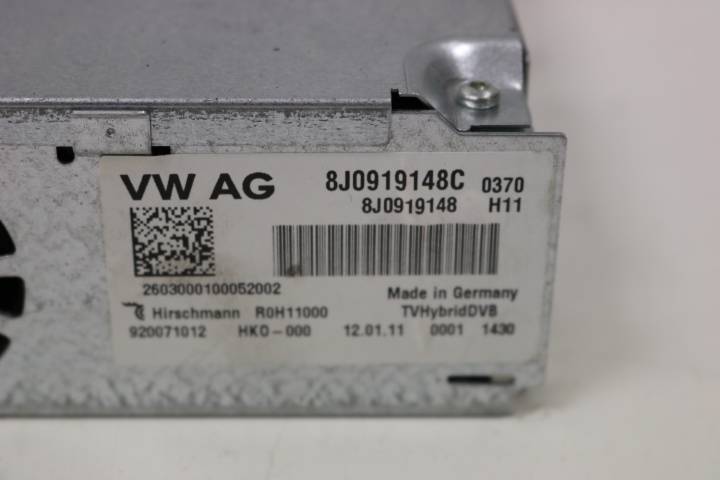 VW AG 8J0919148C 0370
8J0919148 H11
2603000100052002
Made in Germany
Hirschmann R0H11000 TVHybridDVB
920071012 HKO-000 12.01.11 0001 1430